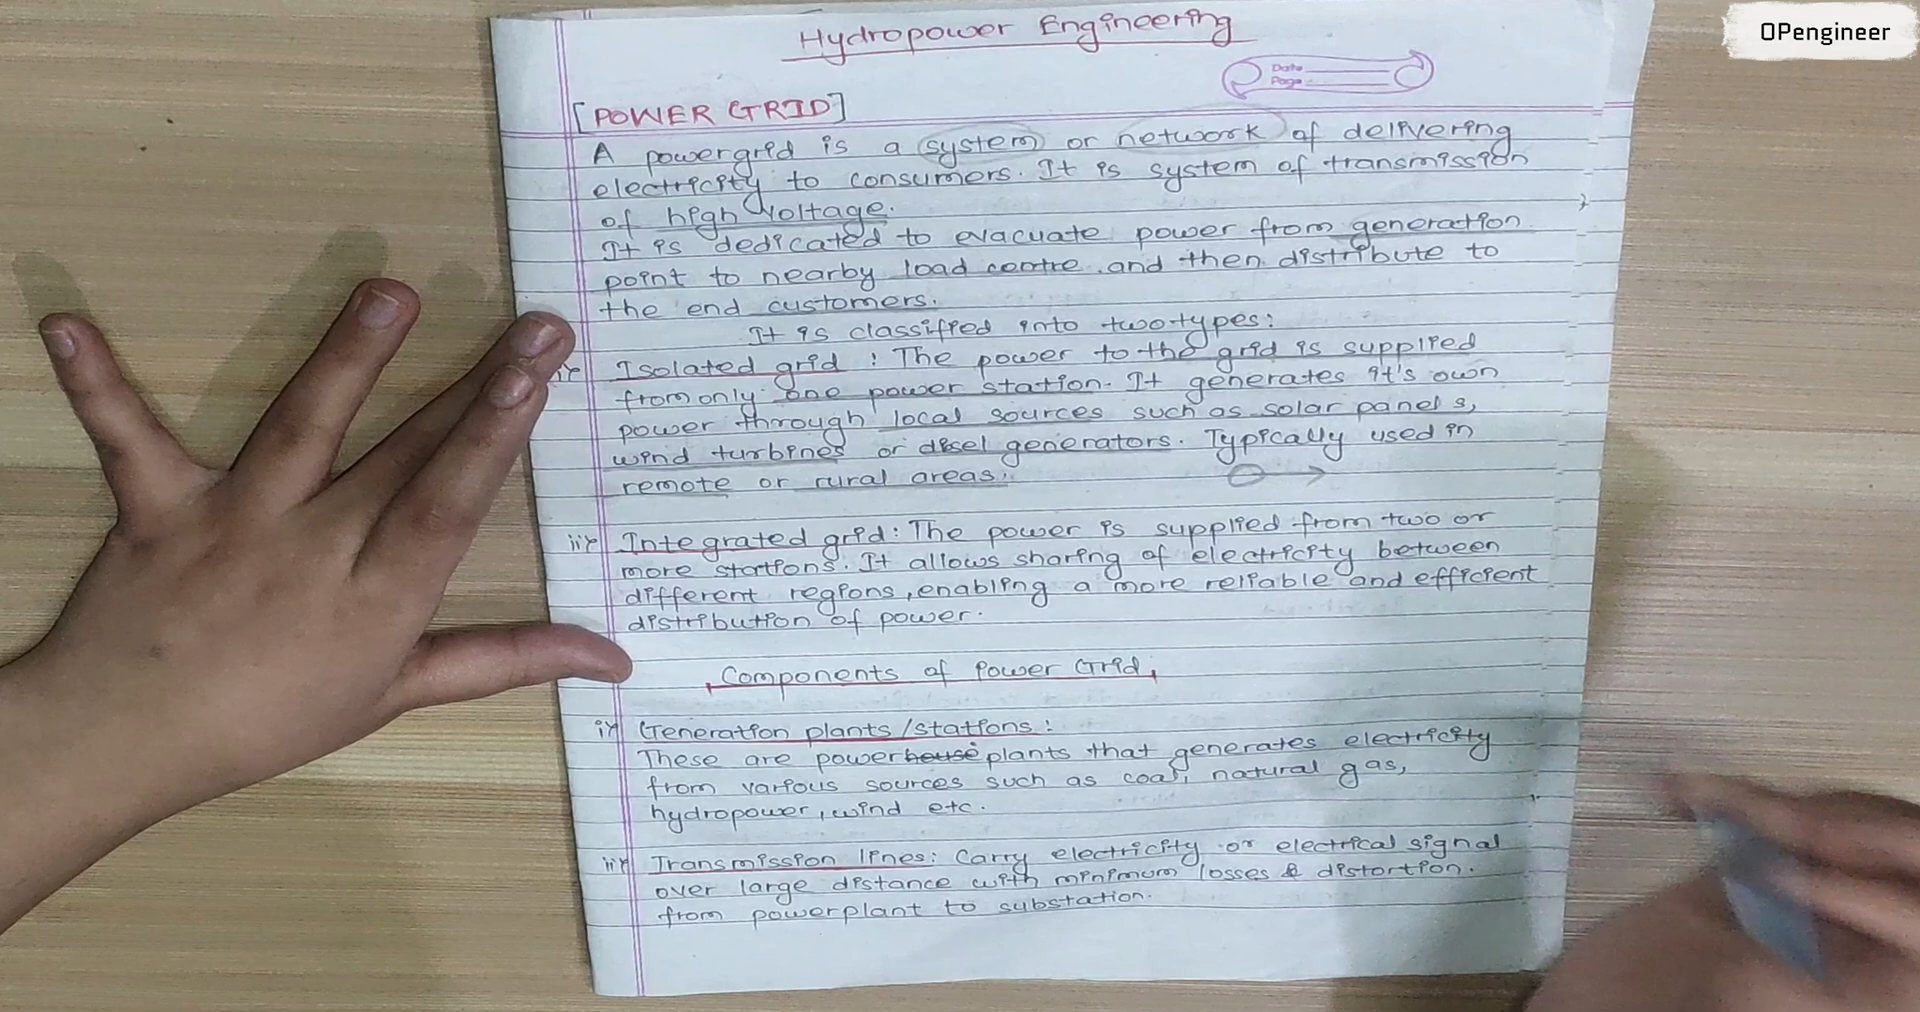 OPengineer
Hydropower Engineering
Date
Page
[POWER GRID]
A powergrid is a system or network of delivering
electricity to consumers. It is system of transmission
of high voltage.
It is dedicated to evacuate power from generation
point to nearby load centre and then distribute to
the end customers.
It is classified into two types:
Isolated grid : The power to the grid is supplied
from only one power station. It generates it's own
power through local sources such as solar panels,
wind turbines or disel generators. Typically used in
remote or rural areas.
ii) Integrated grid: The power is supplied from two or
more stations. It allows sharing of electricity between
different regions, enabling a more reliable and efficient
distribution of power.
Components of Power Grid
i) Generation plants/stations:
These are powerhouse plants that generates electricity
from various sources such as coal, natural gas,
hydropower, wind etc.
ii) Transmission lines: Carry electricity or electrical signal
over large distance with minimum losses & distortion.
from powerplant to substation.